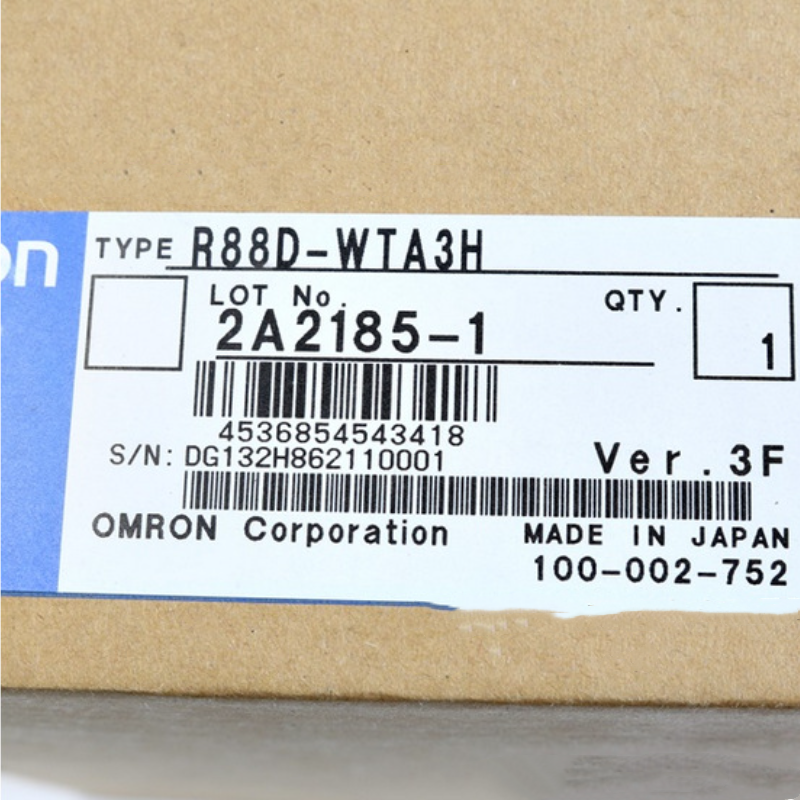 on
TYPE R88D-WTA3H
LOT No. QTY.
2A2185-1 1
4536854543418
S/N: DG132H862110001 Ver.3F
OMRON Corporation MADE IN JAPAN
100-002-752